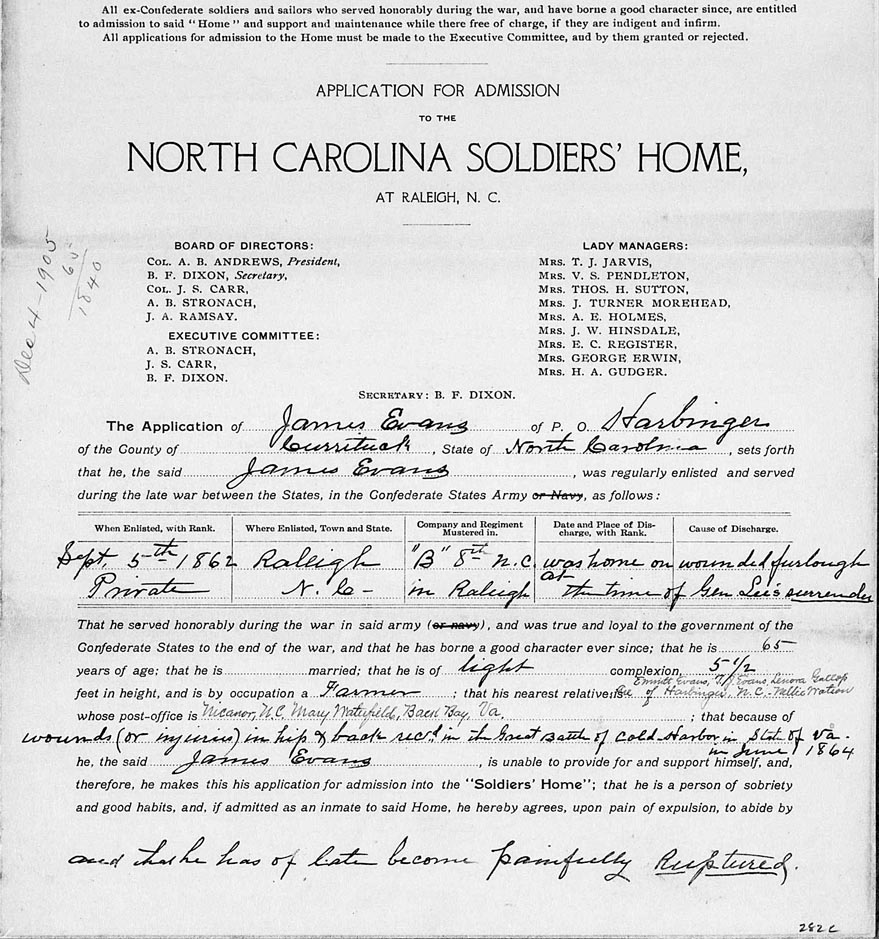 All ex-Confederate soldiers and sailors who served honorably during the war, and have borne a good character since, are entitled
to admission to said "Home" and support and maintenance while there free of charge, if they are indigent and infirm.
All applications for admission to the Home must be made to the Executive Committee, and by them granted or rejected.
APPLICATION FOR ADMISSION
TO THE
NORTH CAROLINA SOLDIERS' HOME,
AT RALEIGH, N. C.
Dec 4 - 1905
65
1840
BOARD OF DIRECTORS:
COL. A. B. ANDREWS, President,
B. F. DIXON, Secretary,
COL. J. S. CARR,
A. B. STRONACH,
J. A. RAMSAY.
EXECUTIVE COMMITTEE:
A. B. STRONACH,
J. S. CARR,
B. F. DIXON.
LADY MANAGERS:
MRS. T. J. JARVIS,
MRS. V. S. PENDLETON,
MRS. THOS. H. SUTTON,
MRS. J. TURNER MOREHEAD,
MRS. A. E. HOLMES,
MRS. J. W. HINSDALE,
MRS. E. C. REGISTER,
MRS. GEORGE ERWIN,
MRS. H. A. GUDGER.
SECRETARY: B. F. DIXON.
The Application of James Evans of P. O. Harbinger
of the County of Currituck, State of North Carolina, sets forth
that he, the said James Evans, was regularly enlisted and served
during the late war between the States, in the Confederate States Army or Navy, as follows:
When Enlisted, with Rank. Where Enlisted, Town and State. Company and Regiment Mustered in. Date and Place of Discharge, with Rank. Cause of Discharge.
Sept. 5th 1862 Raleigh "B" 8th N.C. was home on wounded furlough
Private N. C- in Raleigh at the time of Gen Lee's surrender
That he served honorably during the war in said army (or navy), and was true and loyal to the government of the
Confederate States to the end of the war, and that he has borne a good character ever since; that he is 65
years of age; that he is married; that he is of light complexion, 5 1/2
Emmitt Evans, Evans, Lenora Gallop
feet in height, and is by occupation a Farmer; that his nearest relatives of Harbinger, N.C. Watson
whose post-office is Nicanor, N.C. Mary Waterfield, Back Bay, Va.; that because of
wounds (or injuries) in hip & back rec'd in the Great Battle of Cold Harbor in State of Va.
in June 1 1864
he, the said James Evans, is unable to provide for and support himself, and,
therefore, he makes this his application for admission into the "Soldiers' Home"; that he is a person of sobriety
and good habits, and, if admitted as an inmate to said Home, he hereby agrees, upon pain of expulsion, to abide by
and that he has of late become painfully Ruptured.
282 C